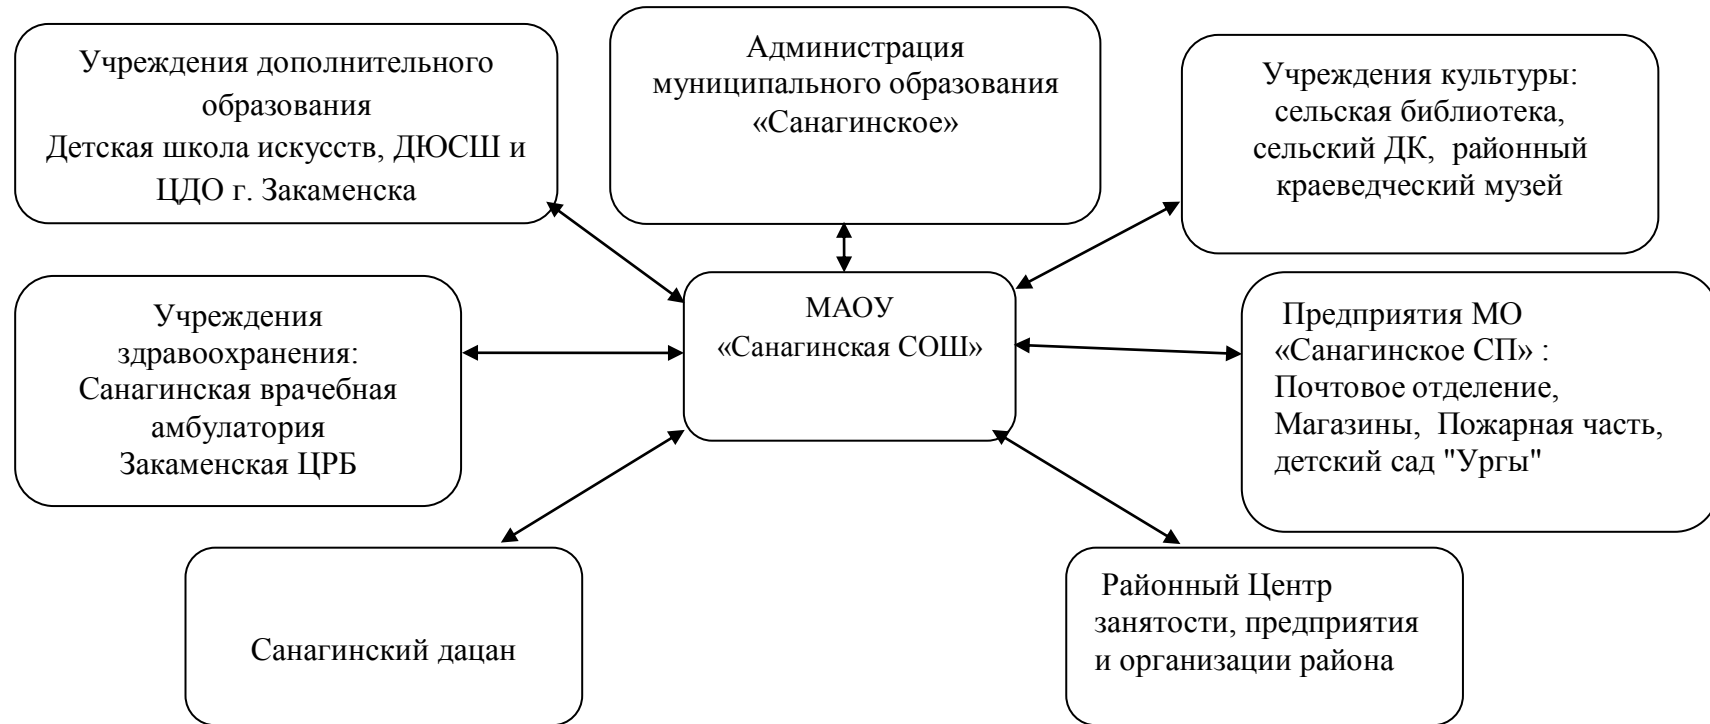 Учреждения дополнительного
образования
Детская школа искусств, ДЮСШ и
ЦДО г. Закаменска
Администрация
муниципального образования
«Санагинское»
Учреждения культуры:
сельская библиотека,
сельский ДК, районный
краеведческий музей
Учреждения
здравоохранения:
Санагинская врачебная
амбулатория
Закаменская ЦРБ
МАОУ
«Санагинская СОШ»
Предприятия МО
«Санагинское СП» :
Почтовое отделение,
Магазины, Пожарная часть,
детский сад "Ургы"
Санагинский дацан
Районный Центр
занятости, предприятия
и организации района